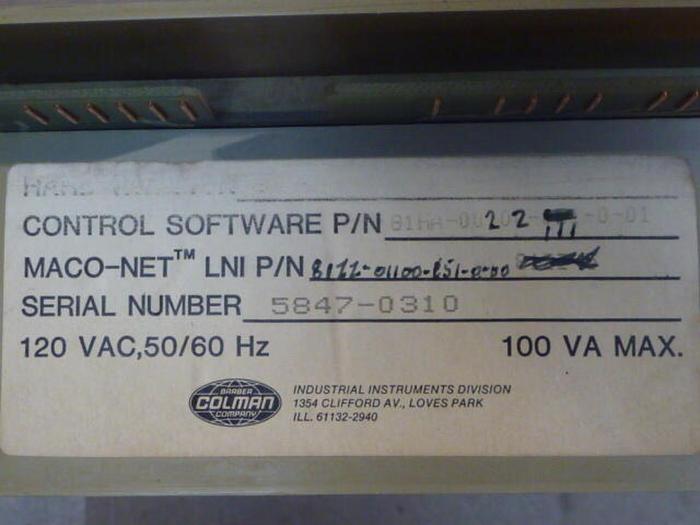 CONTROL SOFTWARE P/N 22
MACO-NET™ LNI P/N
SERIAL NUMBER 5847-0310
120 VAC,50/60 Hz 100 VA MAX.
BARBER
COLMAN
COMPANY
INDUSTRIAL INSTRUMENTS DIVISION
1354 CLIFFORD AV., LOVES PARK
ILL. 61132-2940